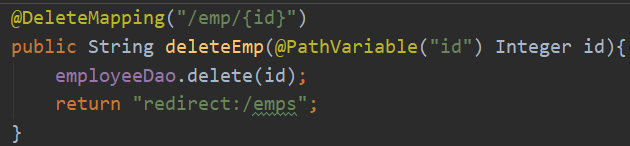 @DeleteMapping("/emp/{id}")
public String deleteEmp(@PathVariable("id") Integer id){
    employeeDao.delete(id);
    return "redirect:/emps";
}